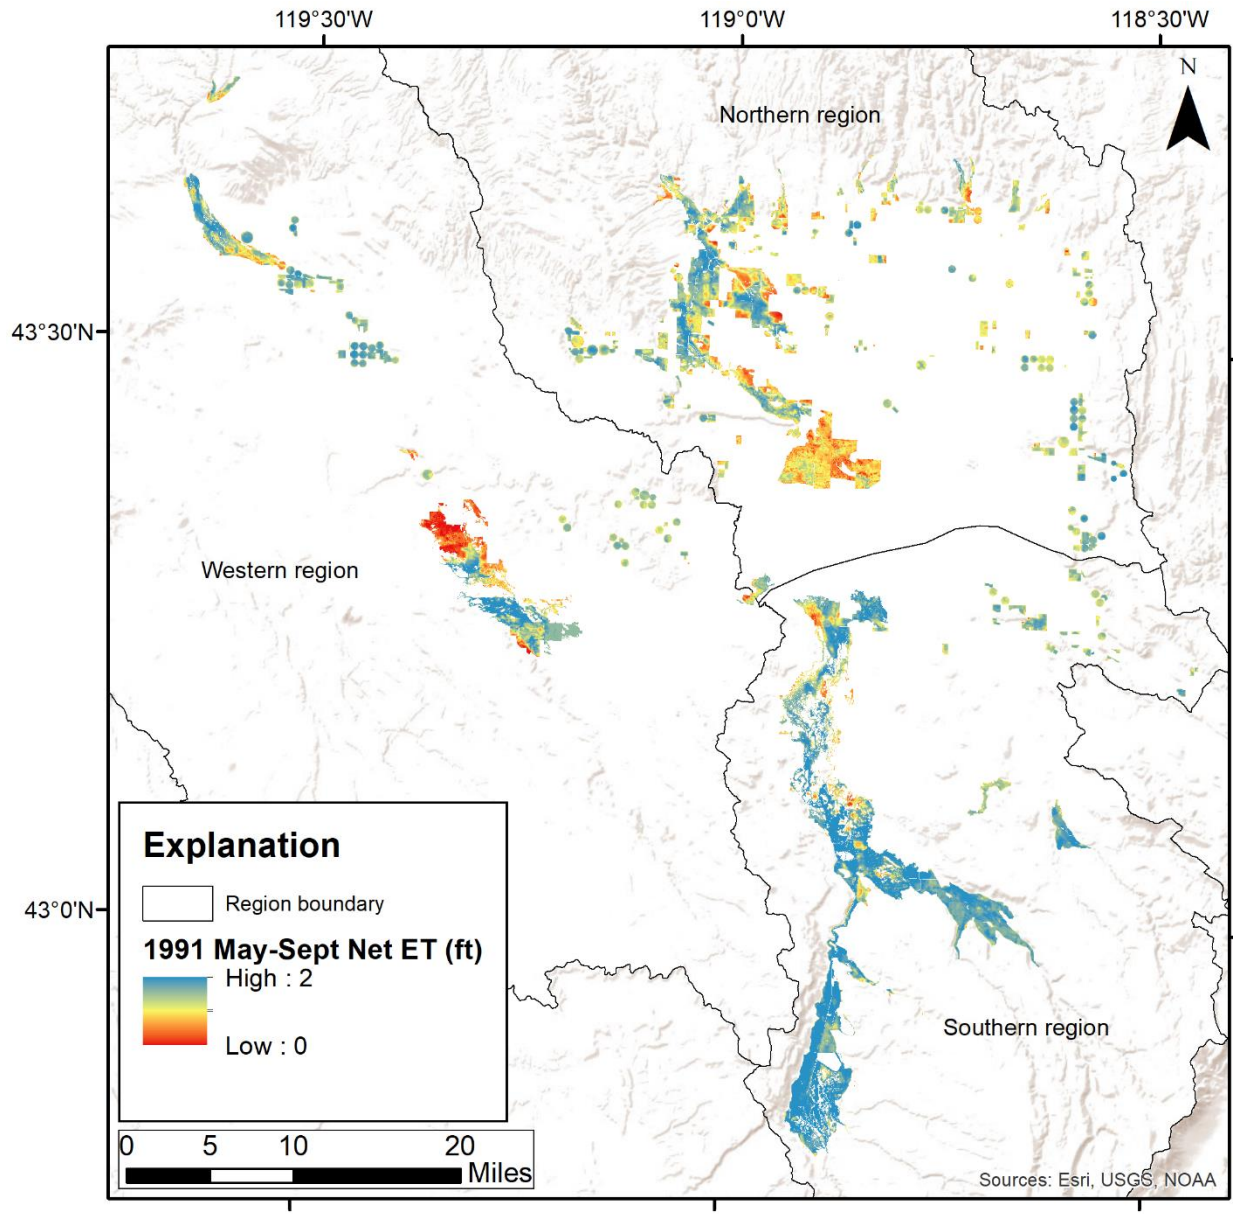 119°30'W 119°0'W 118°30'W
N
Northern region
43°30'N
Western region
Explanation
Region boundary
1991 May-Sept Net ET (ft)
High : 2
Low : 0
43°0'N
Southern region
0 5 10 20
Miles
Sources: Esri, USGS, NOAA